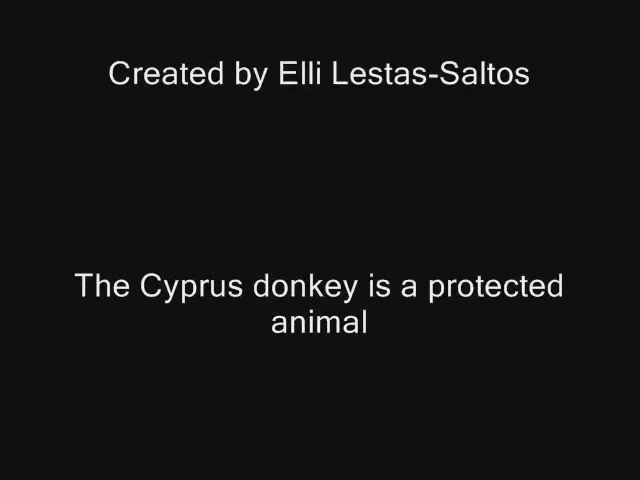 Created by Elli Lestas-Saltos
The Cyprus donkey is a protected
animal